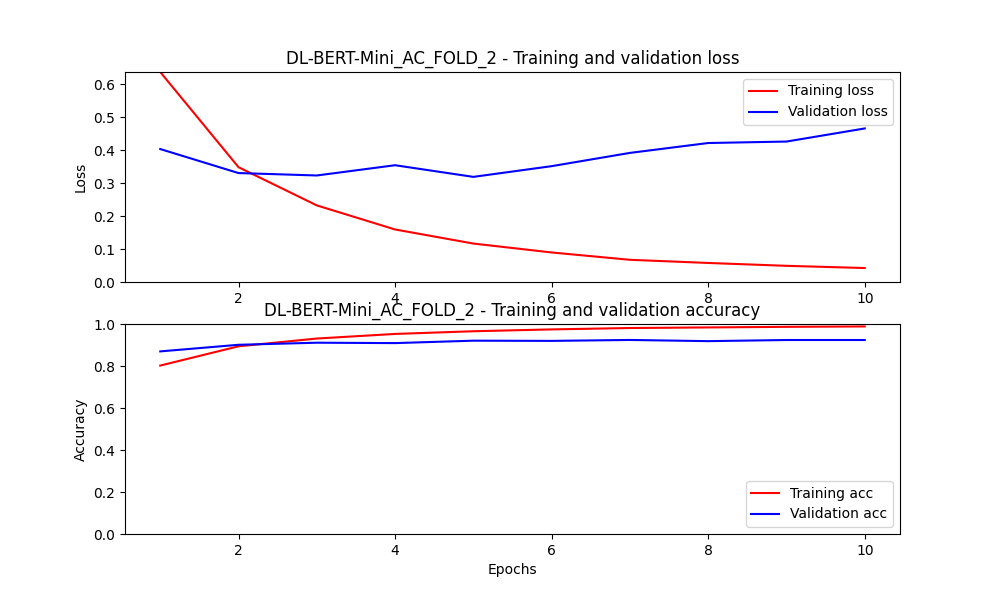 DL-BERT-Mini_AC_FOLD_2 - Training and validation loss
0.6
0.5
0.4
0.3
0.2
0.1
0.0
Loss
Training loss
Validation loss
2 4 6 8 10
DL-BERT-Mini_AC_FOLD_2 - Training and validation accuracy
1.0
0.8
0.6
0.4
0.2
0.0
Accuracy
Training acc
Validation acc
2 4 6 8 10
Epochs